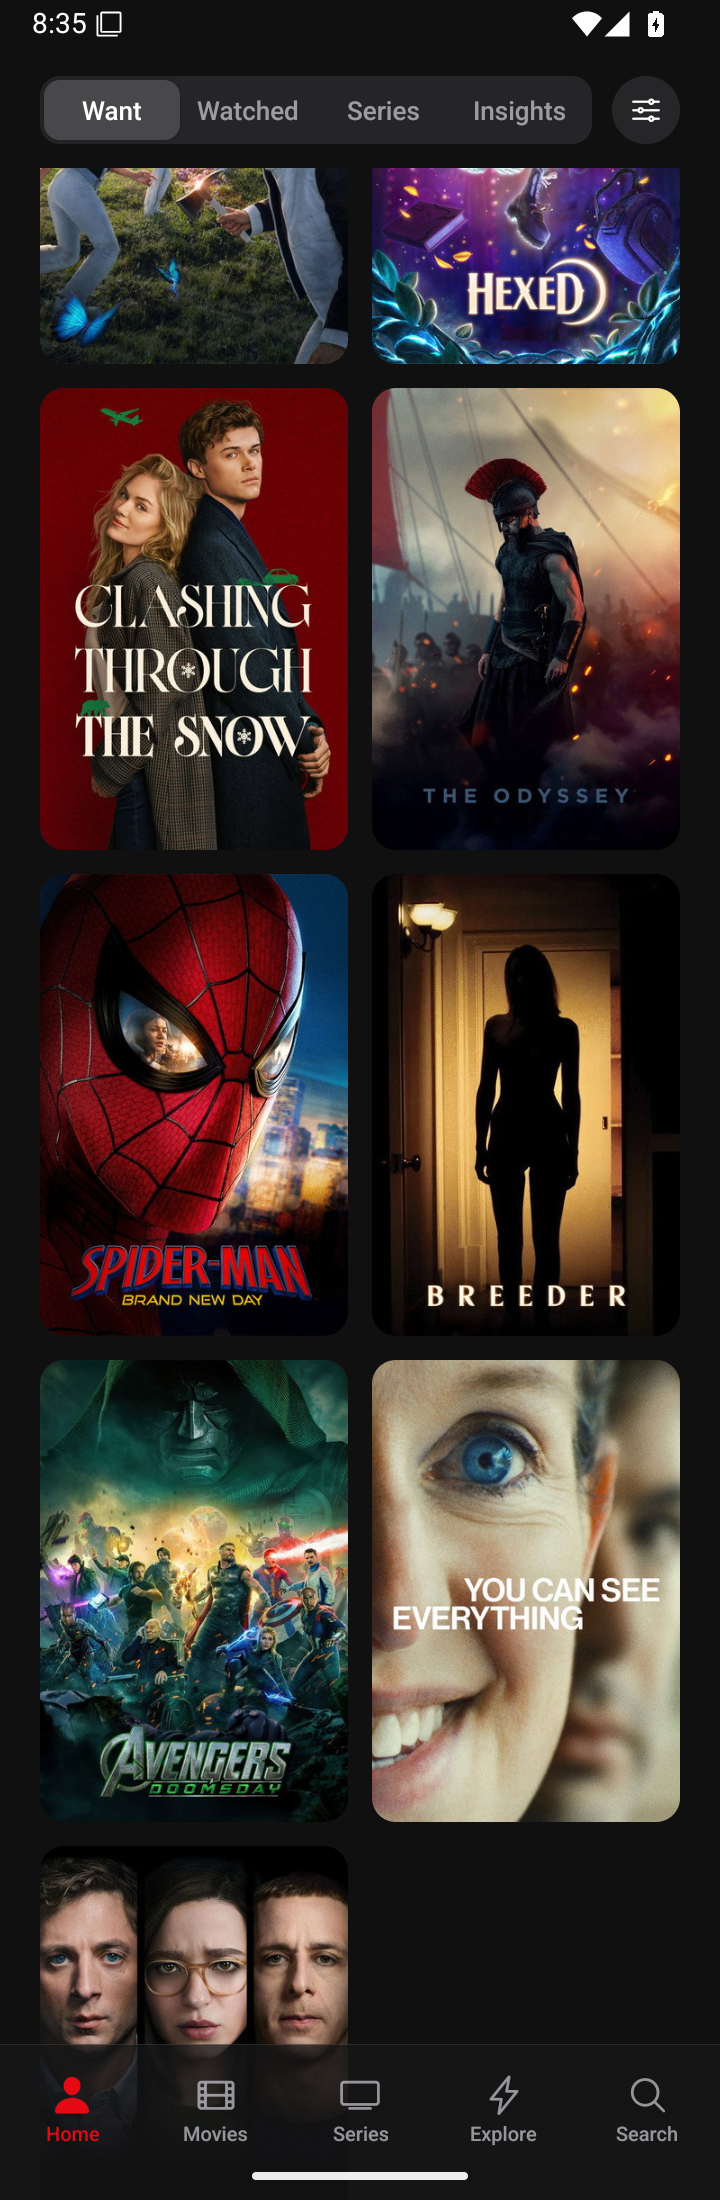 8:35
Want Watched Series Insights
HEXED
CLASHING
THROUGH
THE SNOW
THE ODYSSEY
SPIDER-MAN
BRAND NEW DAY
BREEDER
AVENGERS
DOOMSDAY
YOU CAN SEE
EVERYTHING
Home Movies Series Explore Search